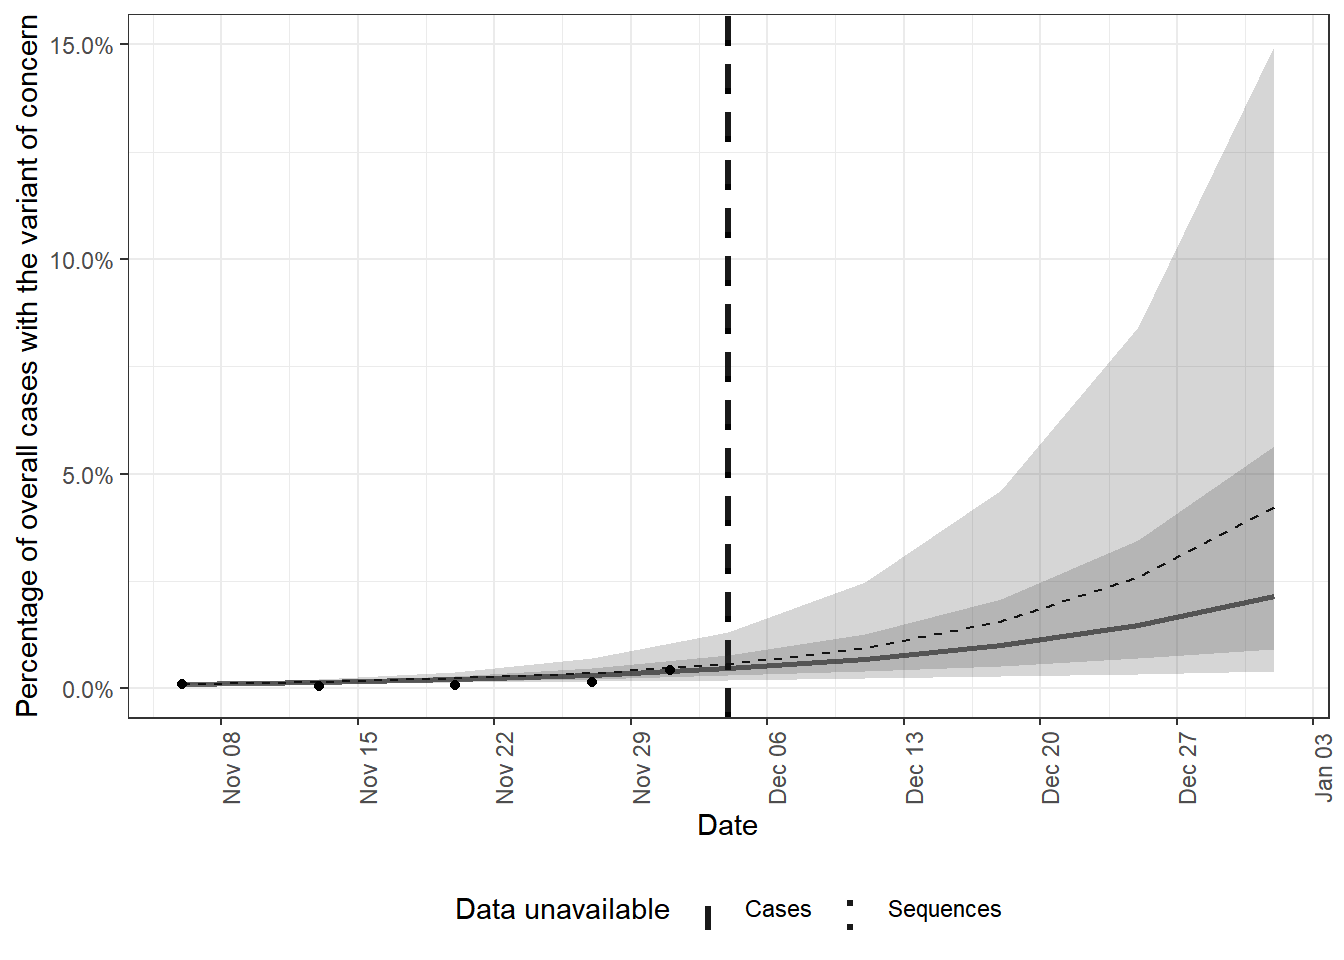 Percentage of overall cases with the variant of concern
15.0%
10.0%
5.0%
0.0%
Nov 08
Nov 15
Nov 22
Nov 29
Dec 06
Dec 13
Dec 20
Dec 27
Jan 03
Date
Data unavailable Cases Sequences